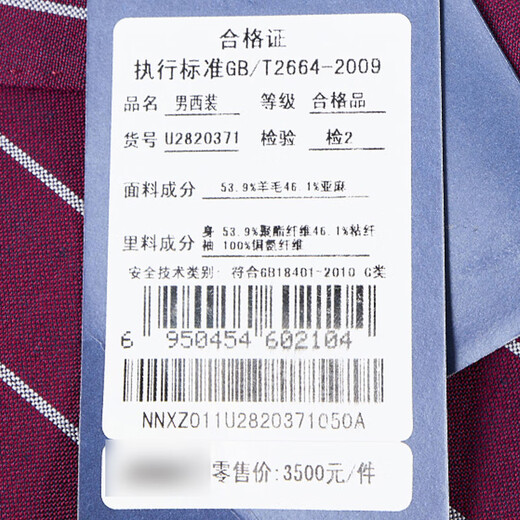 合格证
执行标准GB/T2664-2009
品名 男西装 等级 合格品
货号 U2820371 检验 检2
面料成分 53.9%羊毛46.1%亚麻
身 53.9%聚酯纤维46.1%粘纤
里料成分
袖 100%铜氨纤维
安全技术类别: 符合GB18401-2010 C类
6 950454 602104
NNXZ011U2820371050A
零售价:3500元/件